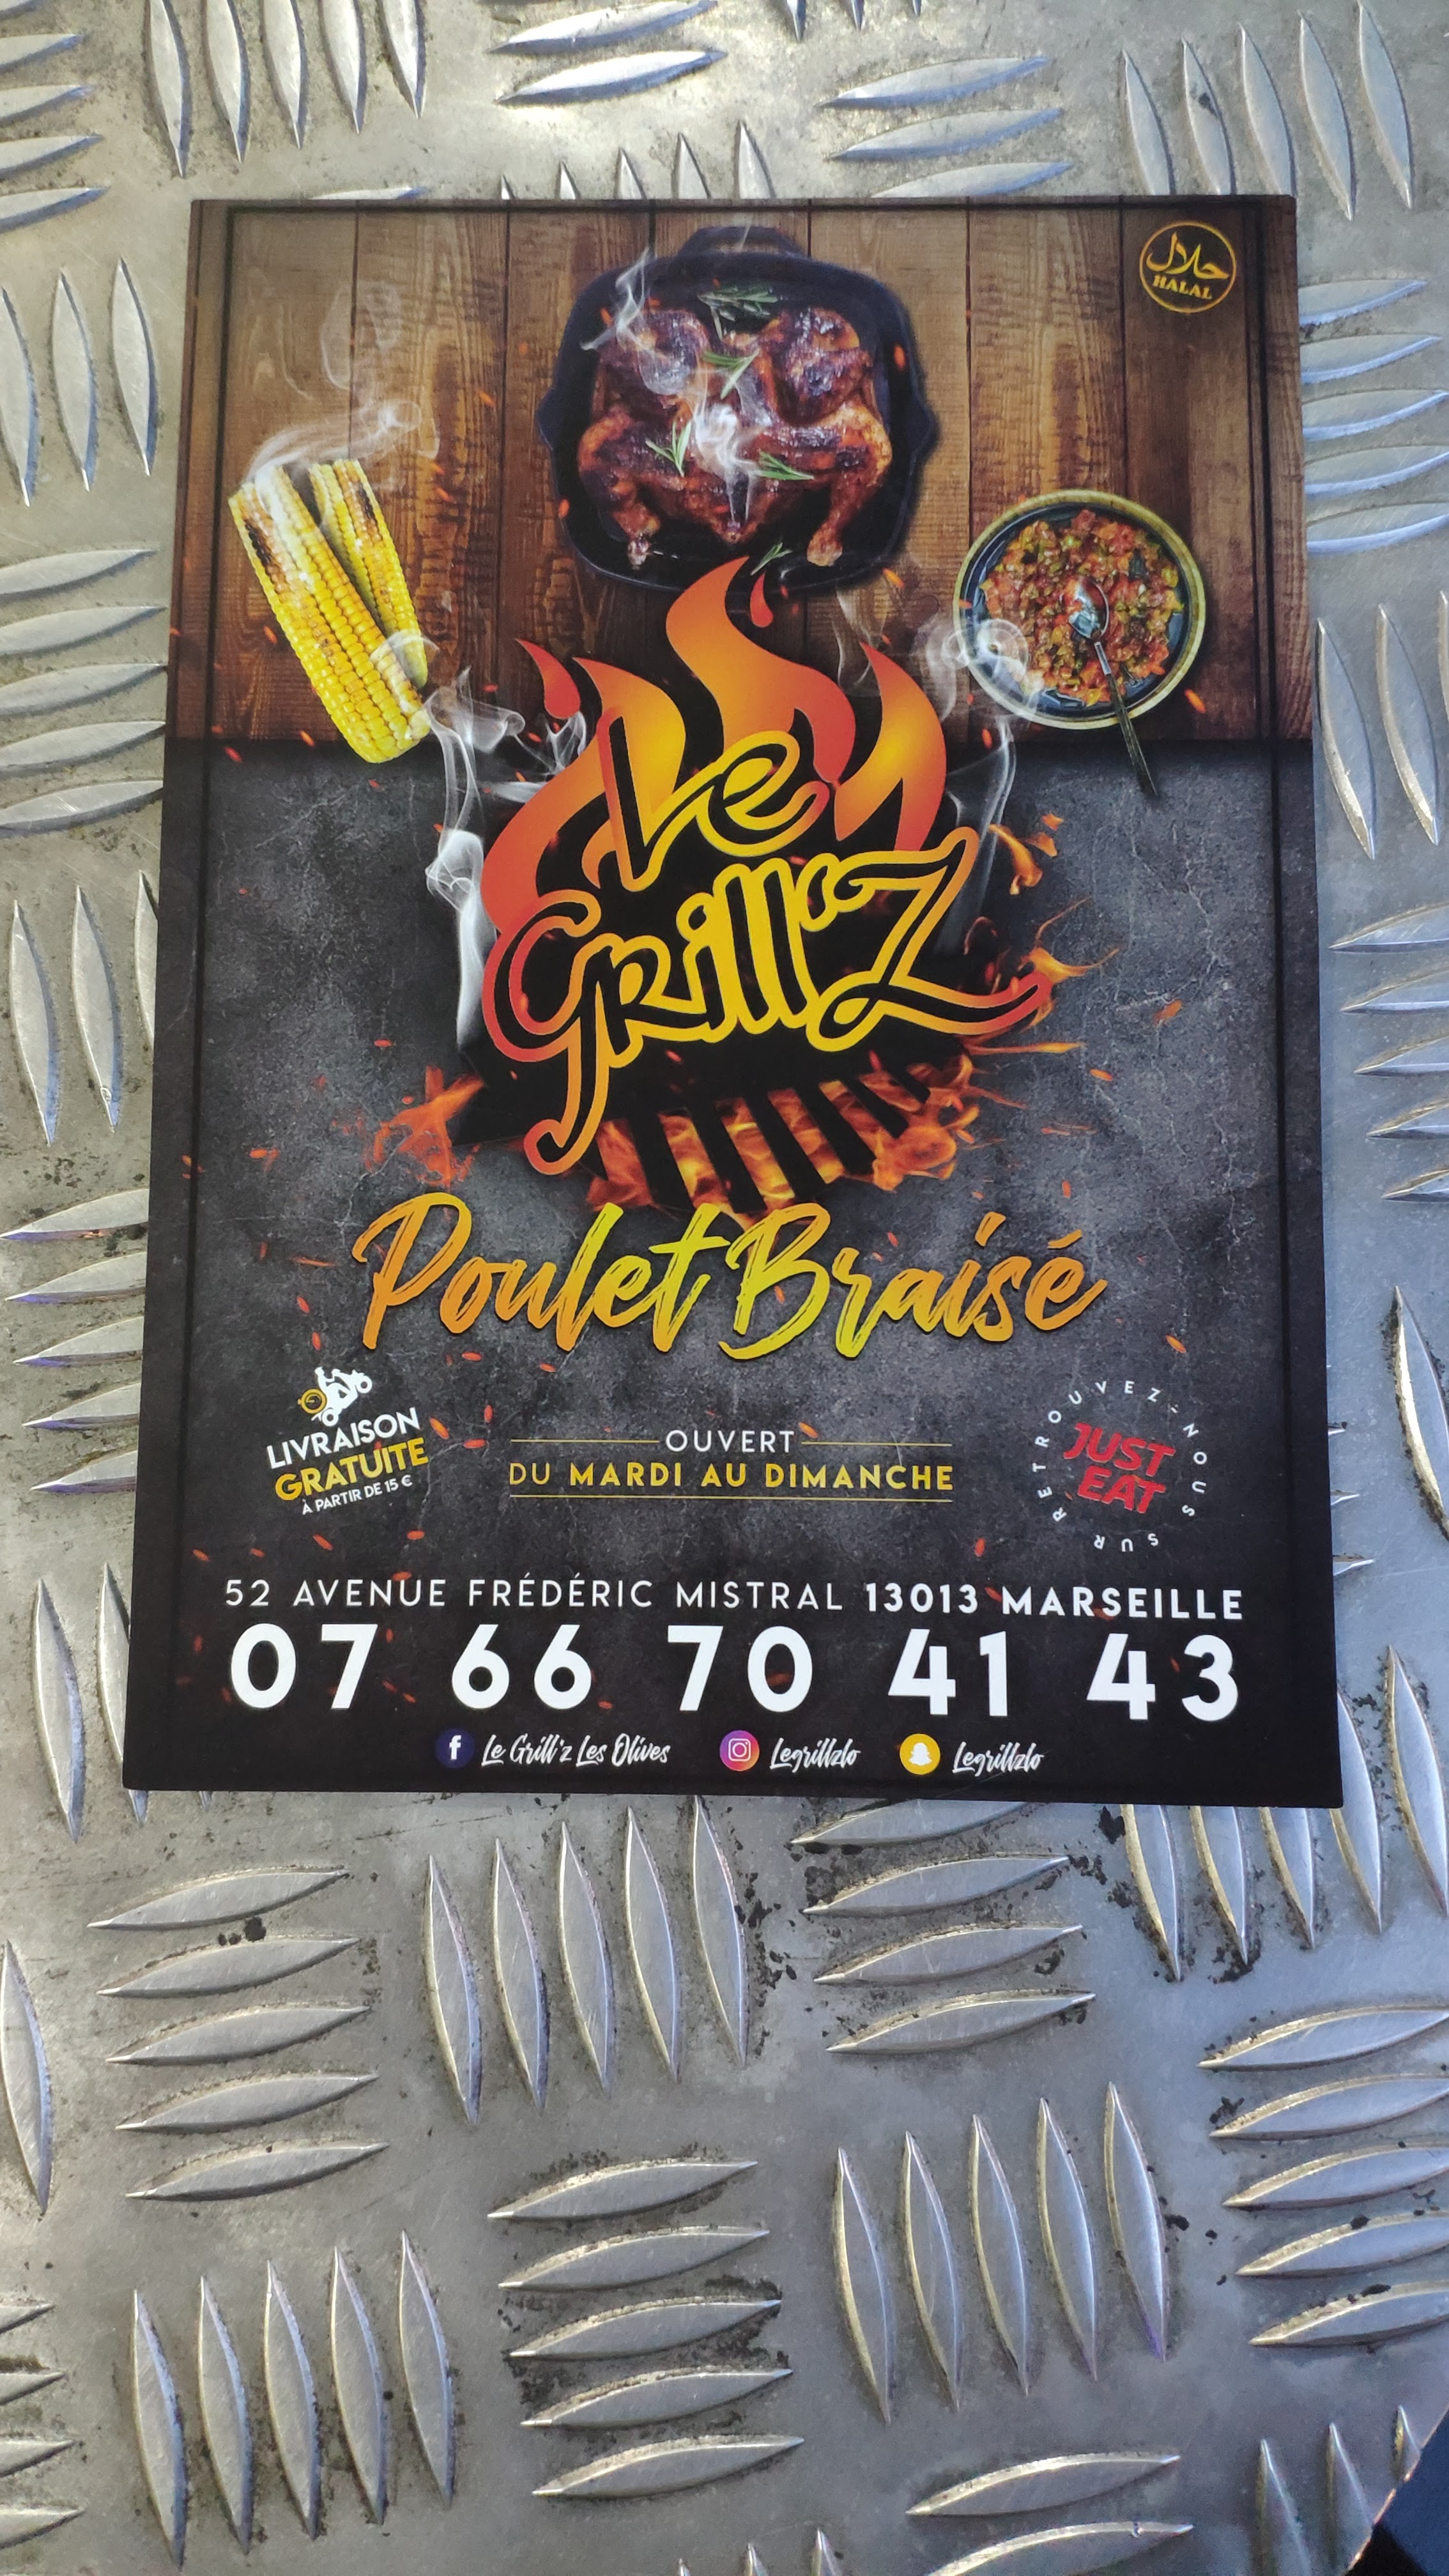 حلال
HALAL
Le
Grill'Z
Poulet Braisé
LIVRAISON
GRATUITE
À PARTIR DE 15 €
OUVERT
DU MARDI AU DIMANCHE
RETROUVEZ-NOUS SUR
JUST
EAT
52 AVENUE FRÉDÉRIC MISTRAL 13013 MARSEILLE
07 66 70 41 43
Le Grill'z Les Olives
Legrillzlo
Legrillzlo